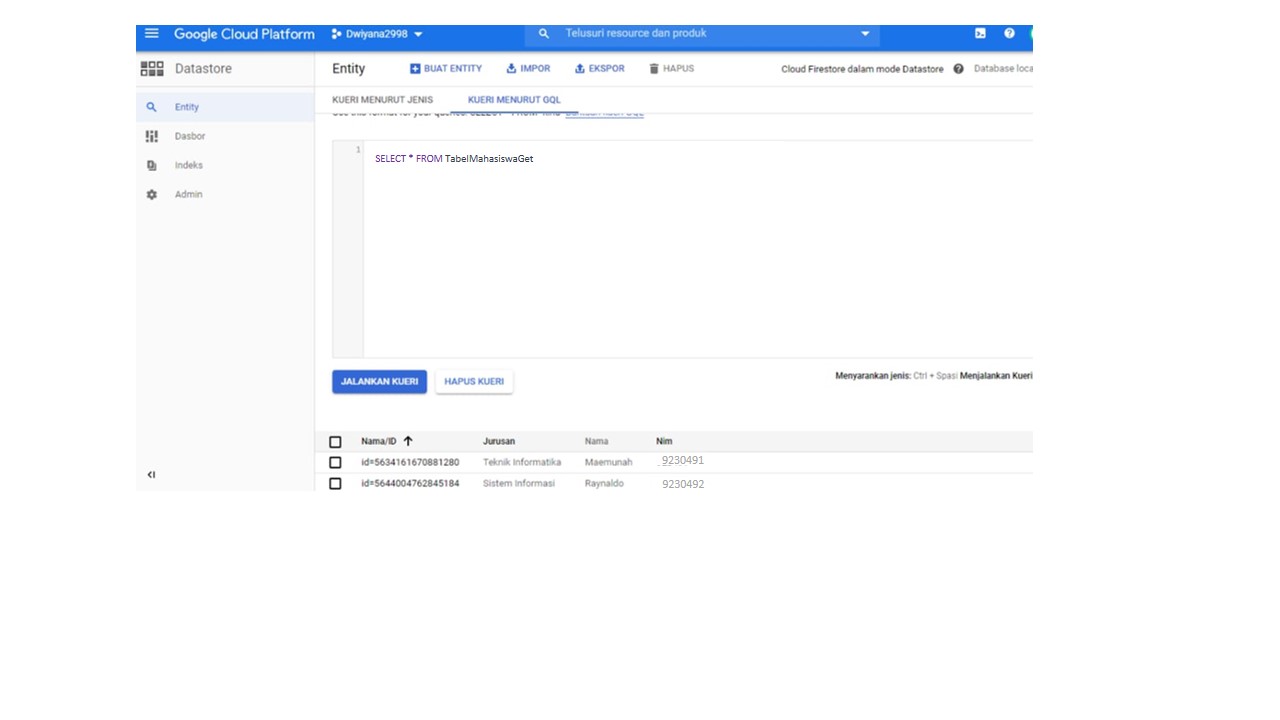 Google Cloud Platform Dwiyana2998 Telusuri resource dan produk
Datastore Entity BUAT ENTITY IMPOR EKSPOR HAPUS Cloud Firestore dalam mode Datastore Database loca
Entity
Dasbor
Indeks
Admin
KUERI MENURUT JENIS KUERI MENURUT GQL
1 SELECT * FROM TabelMahasiswaGet
JALANKAN KUERI HAPUS KUERI Menyarankan jenis: Ctrl + Spasi Menjalankan Kueri
Nama/ID Jurusan Nama Nim
id=5634161670881280 Teknik Informatika Maemunah 9230491
id=5644004762845184 Sistem Informasi Raynaldo 9230492